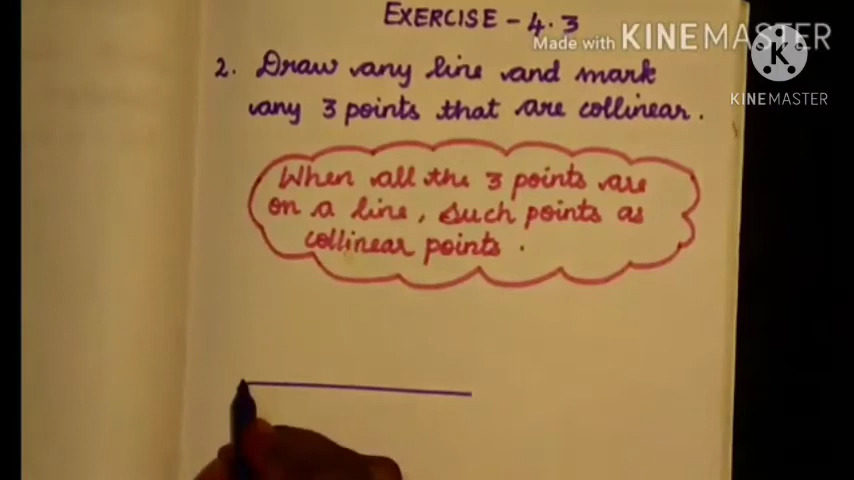 EXERCISE - 4.3
Made with KINEMASTER
KINEMASTER
2. Draw any line and mark
any 3 points that are collinear.
When all the 3 points are
on a line, such points as
collinear points.